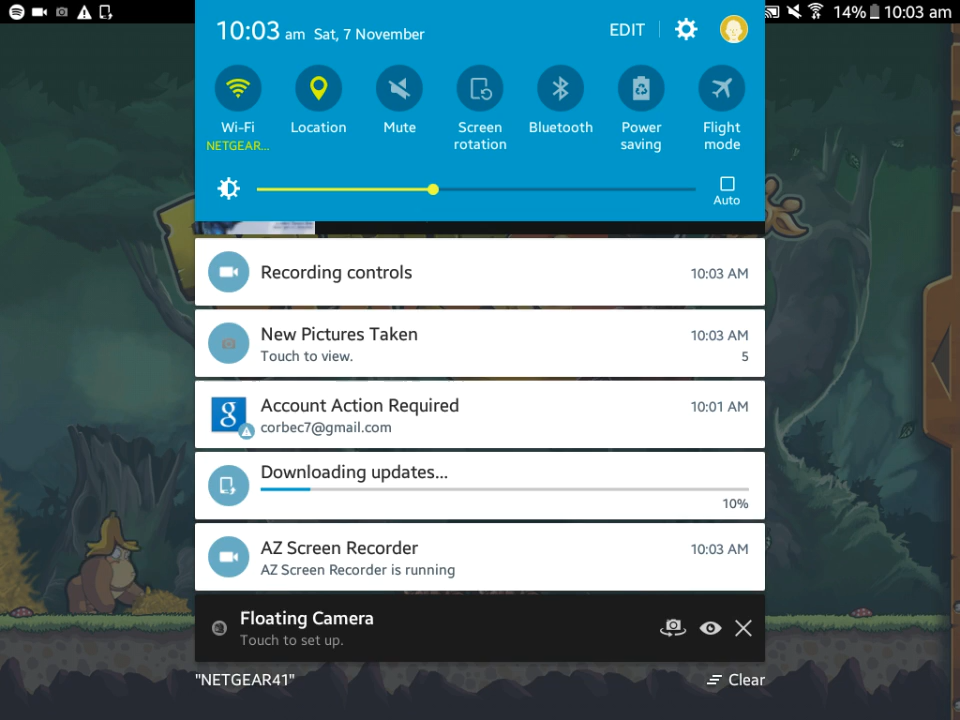 14% 10:03 am
10:03 am Sat, 7 November EDIT
Wi-Fi
NETGEAR...
Location
Mute
Screen
rotation
Bluetooth
Power
saving
Flight
mode
Auto
Recording controls 10:03 AM
New Pictures Taken 10:03 AM
Touch to view. 5
g
Account Action Required 10:01 AM
corbec7@gmail.com
Downloading updates...
10%
AZ Screen Recorder 10:03 AM
AZ Screen Recorder is running
Floating Camera
Touch to set up.
"NETGEAR41" Clear